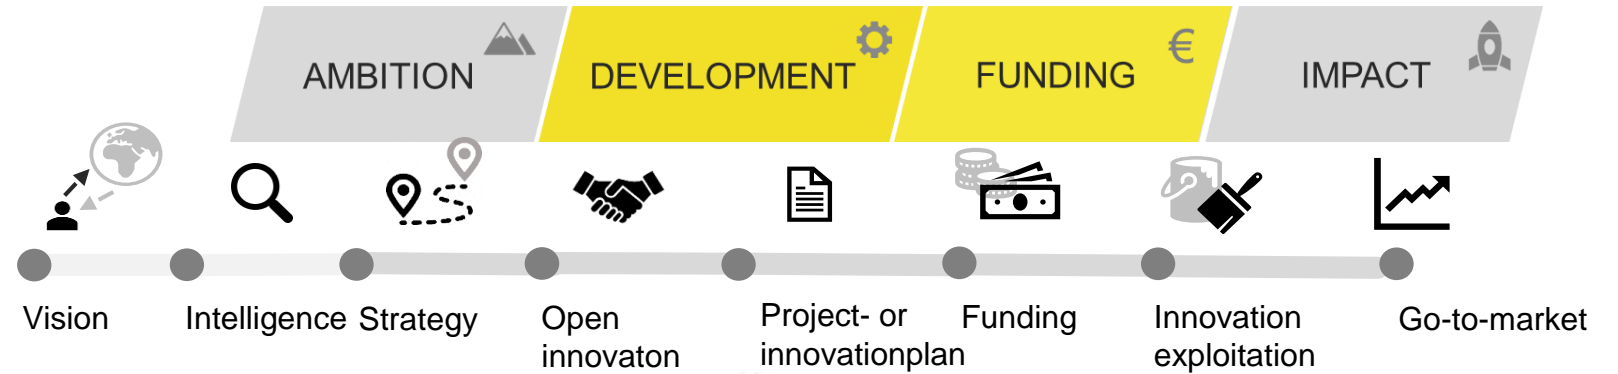 AMBITION
DEVELOPMENT
FUNDING
€
IMPACT
Vision
Intelligence
Strategy
Open
innovaton
Project- or
innovationplan
Funding
Innovation
exploitation
Go-to-market